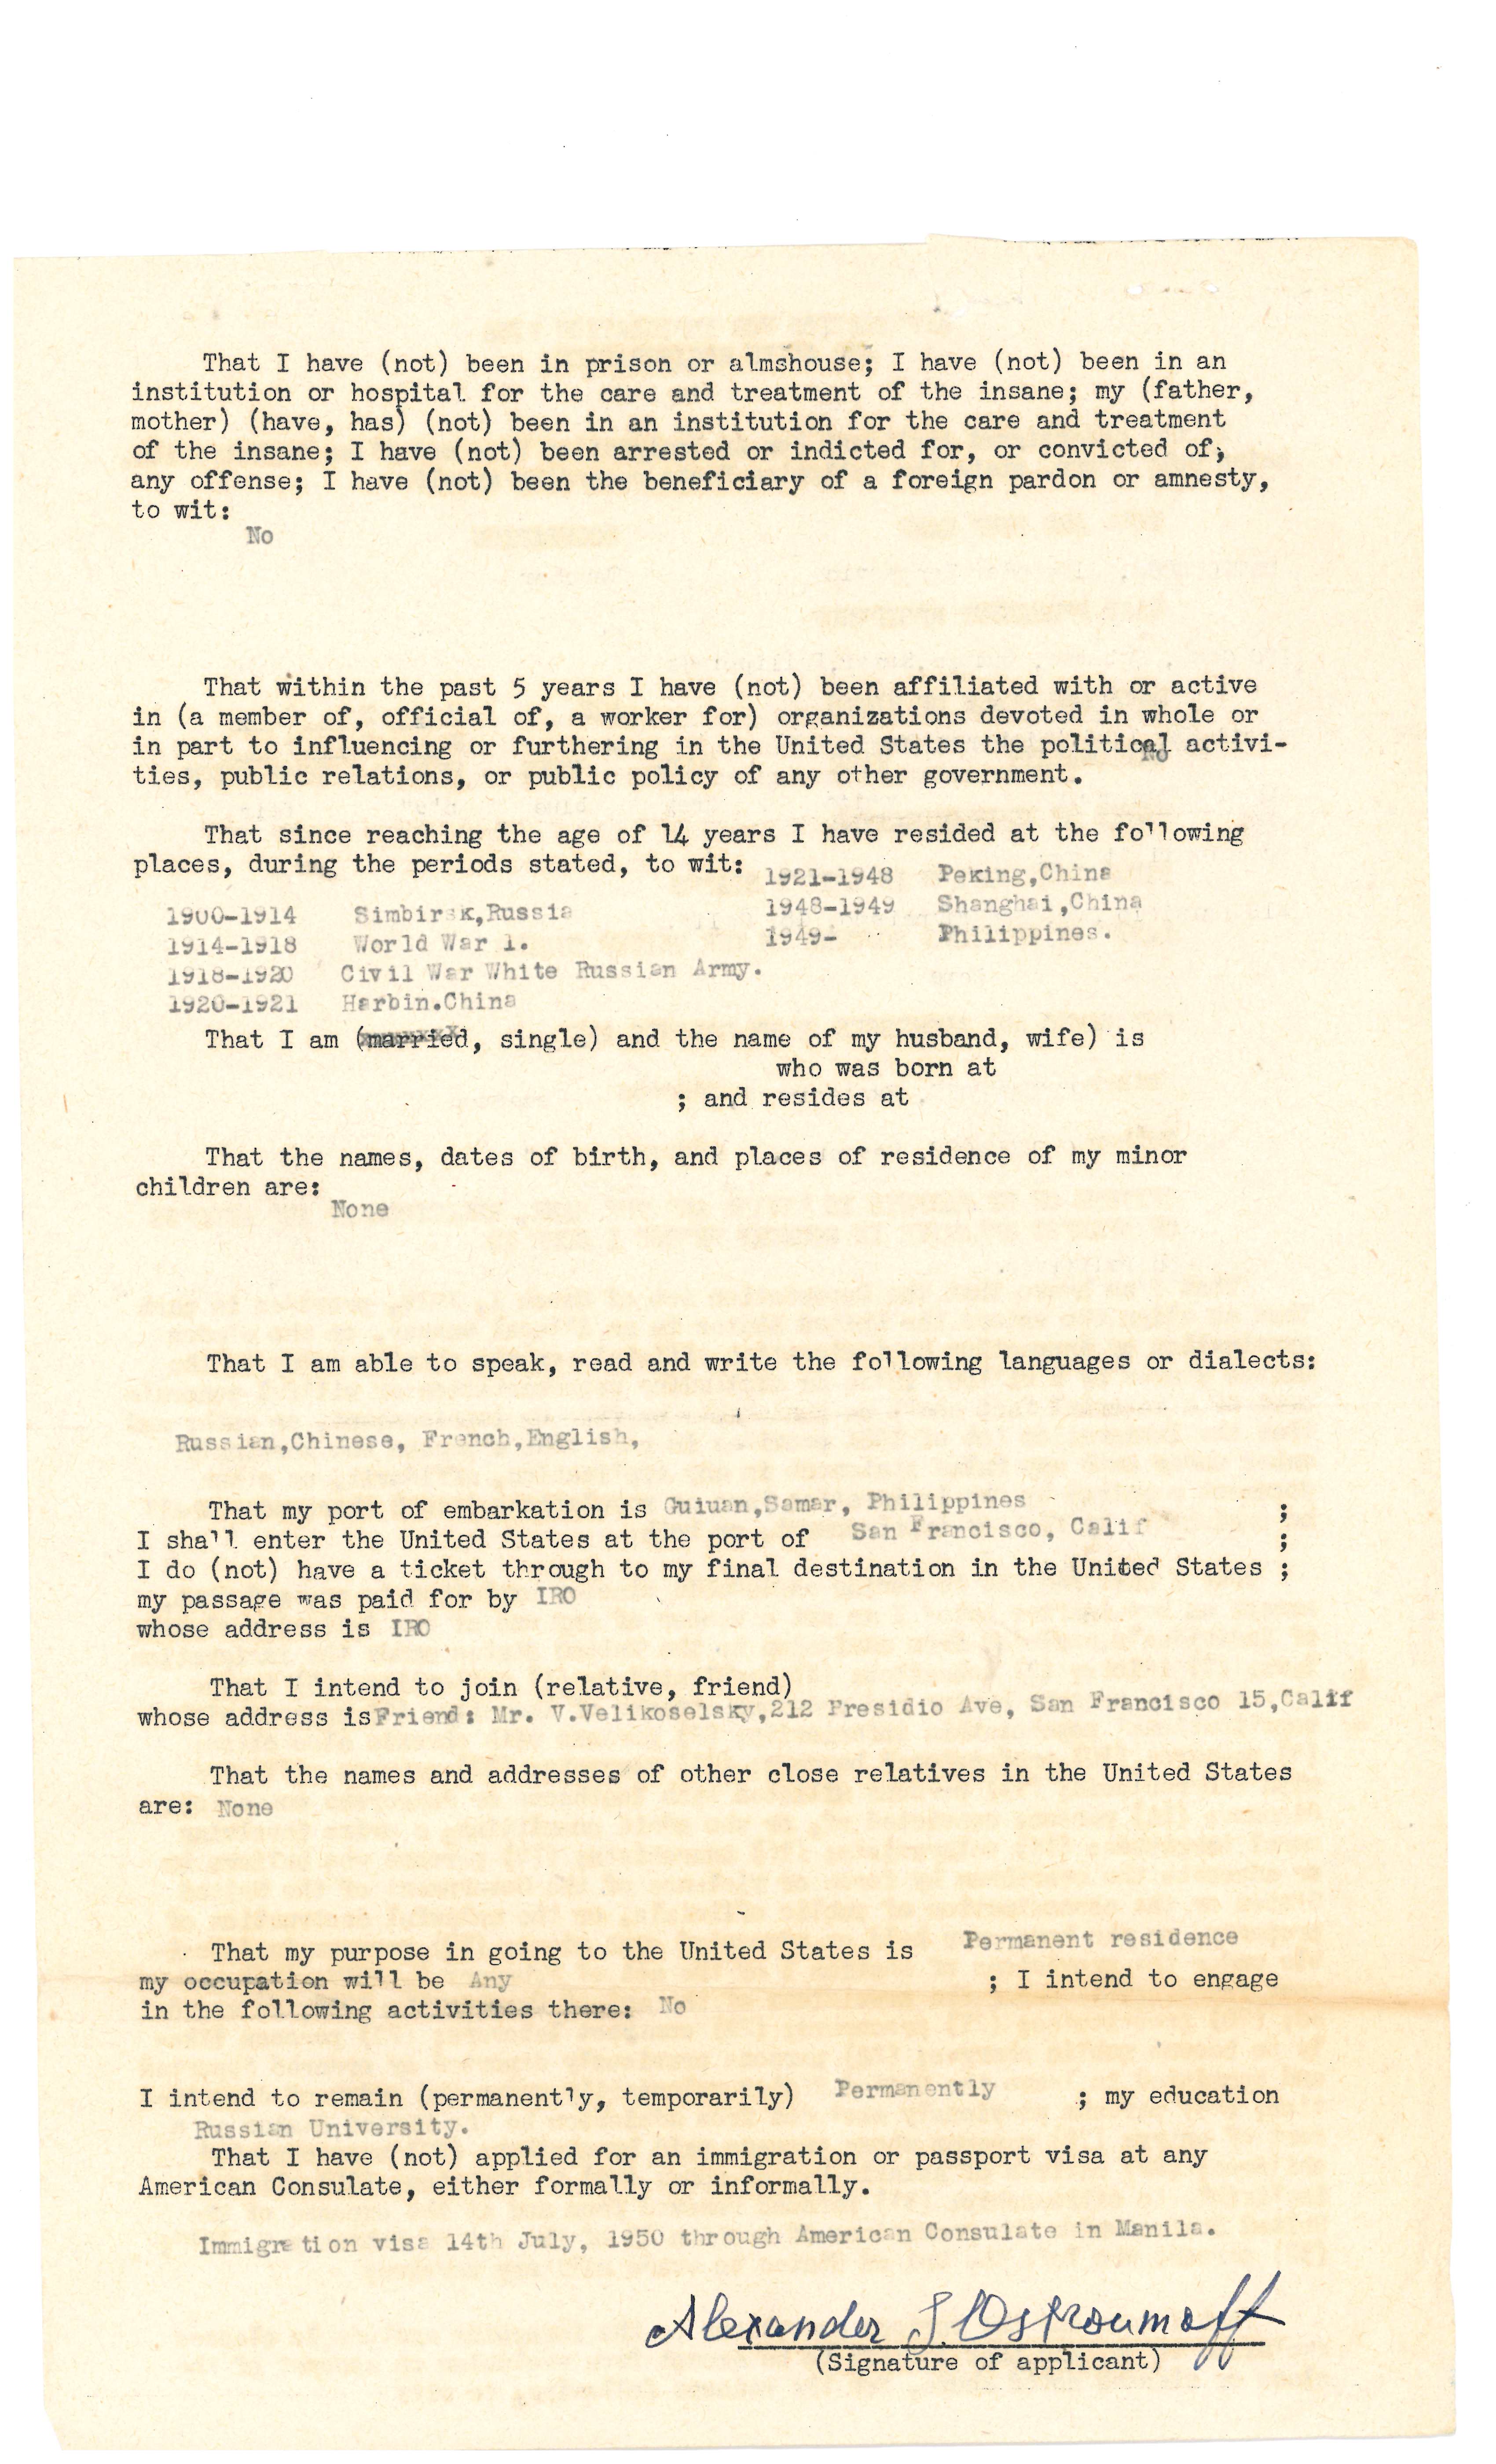 That I have (not) been in prison or almshouse; I have (not) been in an
institution or hospital for the care and treatment of the insane; my (father,
mother) (have, has) (not) been in an institution for the care and treatment
of the insane; I have (not) been arrested or indicted for, or convicted of,
any offense; I have (not) been the beneficiary of a foreign pardon or amnesty,
to wit:
No
That within the past 5 years I have (not) been affiliated with or active
in (a member of, official of, a worker for) organizations devoted in whole or
in part to influencing or furthering in the United States the political activi-
No
ties, public relations, or public policy of any other government.
That since reaching the age of 14 years I have resided at the following
places, during the periods stated, to wit:
1900-1914 Simbirsk,Russia
1914-1918 World War 1.
1918-1920 Civil War White Russian Army.
1920-1921 Harbin.China
1921-1948 Peking,China
1948-1949 Shanghai,China
1949- Philippines.
That I am (married, single) and the name of my husband, wife) is
who was born at
; and resides at
That the names, dates of birth, and places of residence of my minor
children are:
None
That I am able to speak, read and write the following languages or dialects:
Russian,Chinese, French,English,
That my port of embarkation is Guiuan,Samar, Philippines ;
I shall enter the United States at the port of San Francisco, Calif ;
I do (not) have a ticket through to my final destination in the United States ;
my passage was paid for by IRO
whose address is IRO
That I intend to join (relative, friend)
whose address is Friend: Mr. V.Velikoselsky,212 Presidio Ave, San Francisco 15,Calif
That the names and addresses of other close relatives in the United States
are: None
That my purpose in going to the United States is Permanent residence
my occupation will be Any ; I intend to engage
in the following activities there: No
I intend to remain (permanently, temporarily) Permanently ; my education
Russian University.
That I have (not) applied for an immigration or passport visa at any
American Consulate, either formally or informally.
Immigration visa 14th July, 1950 through American Consulate in Manila.
Alexander J. Ostroumoff
(Signature of applicant)